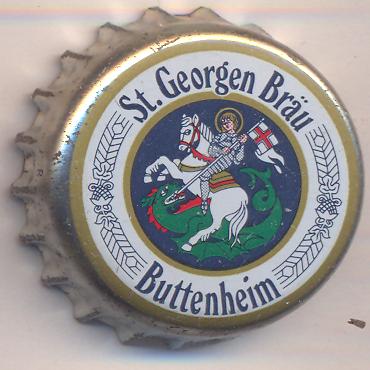 St. Georgen Bräu
Buttenheim